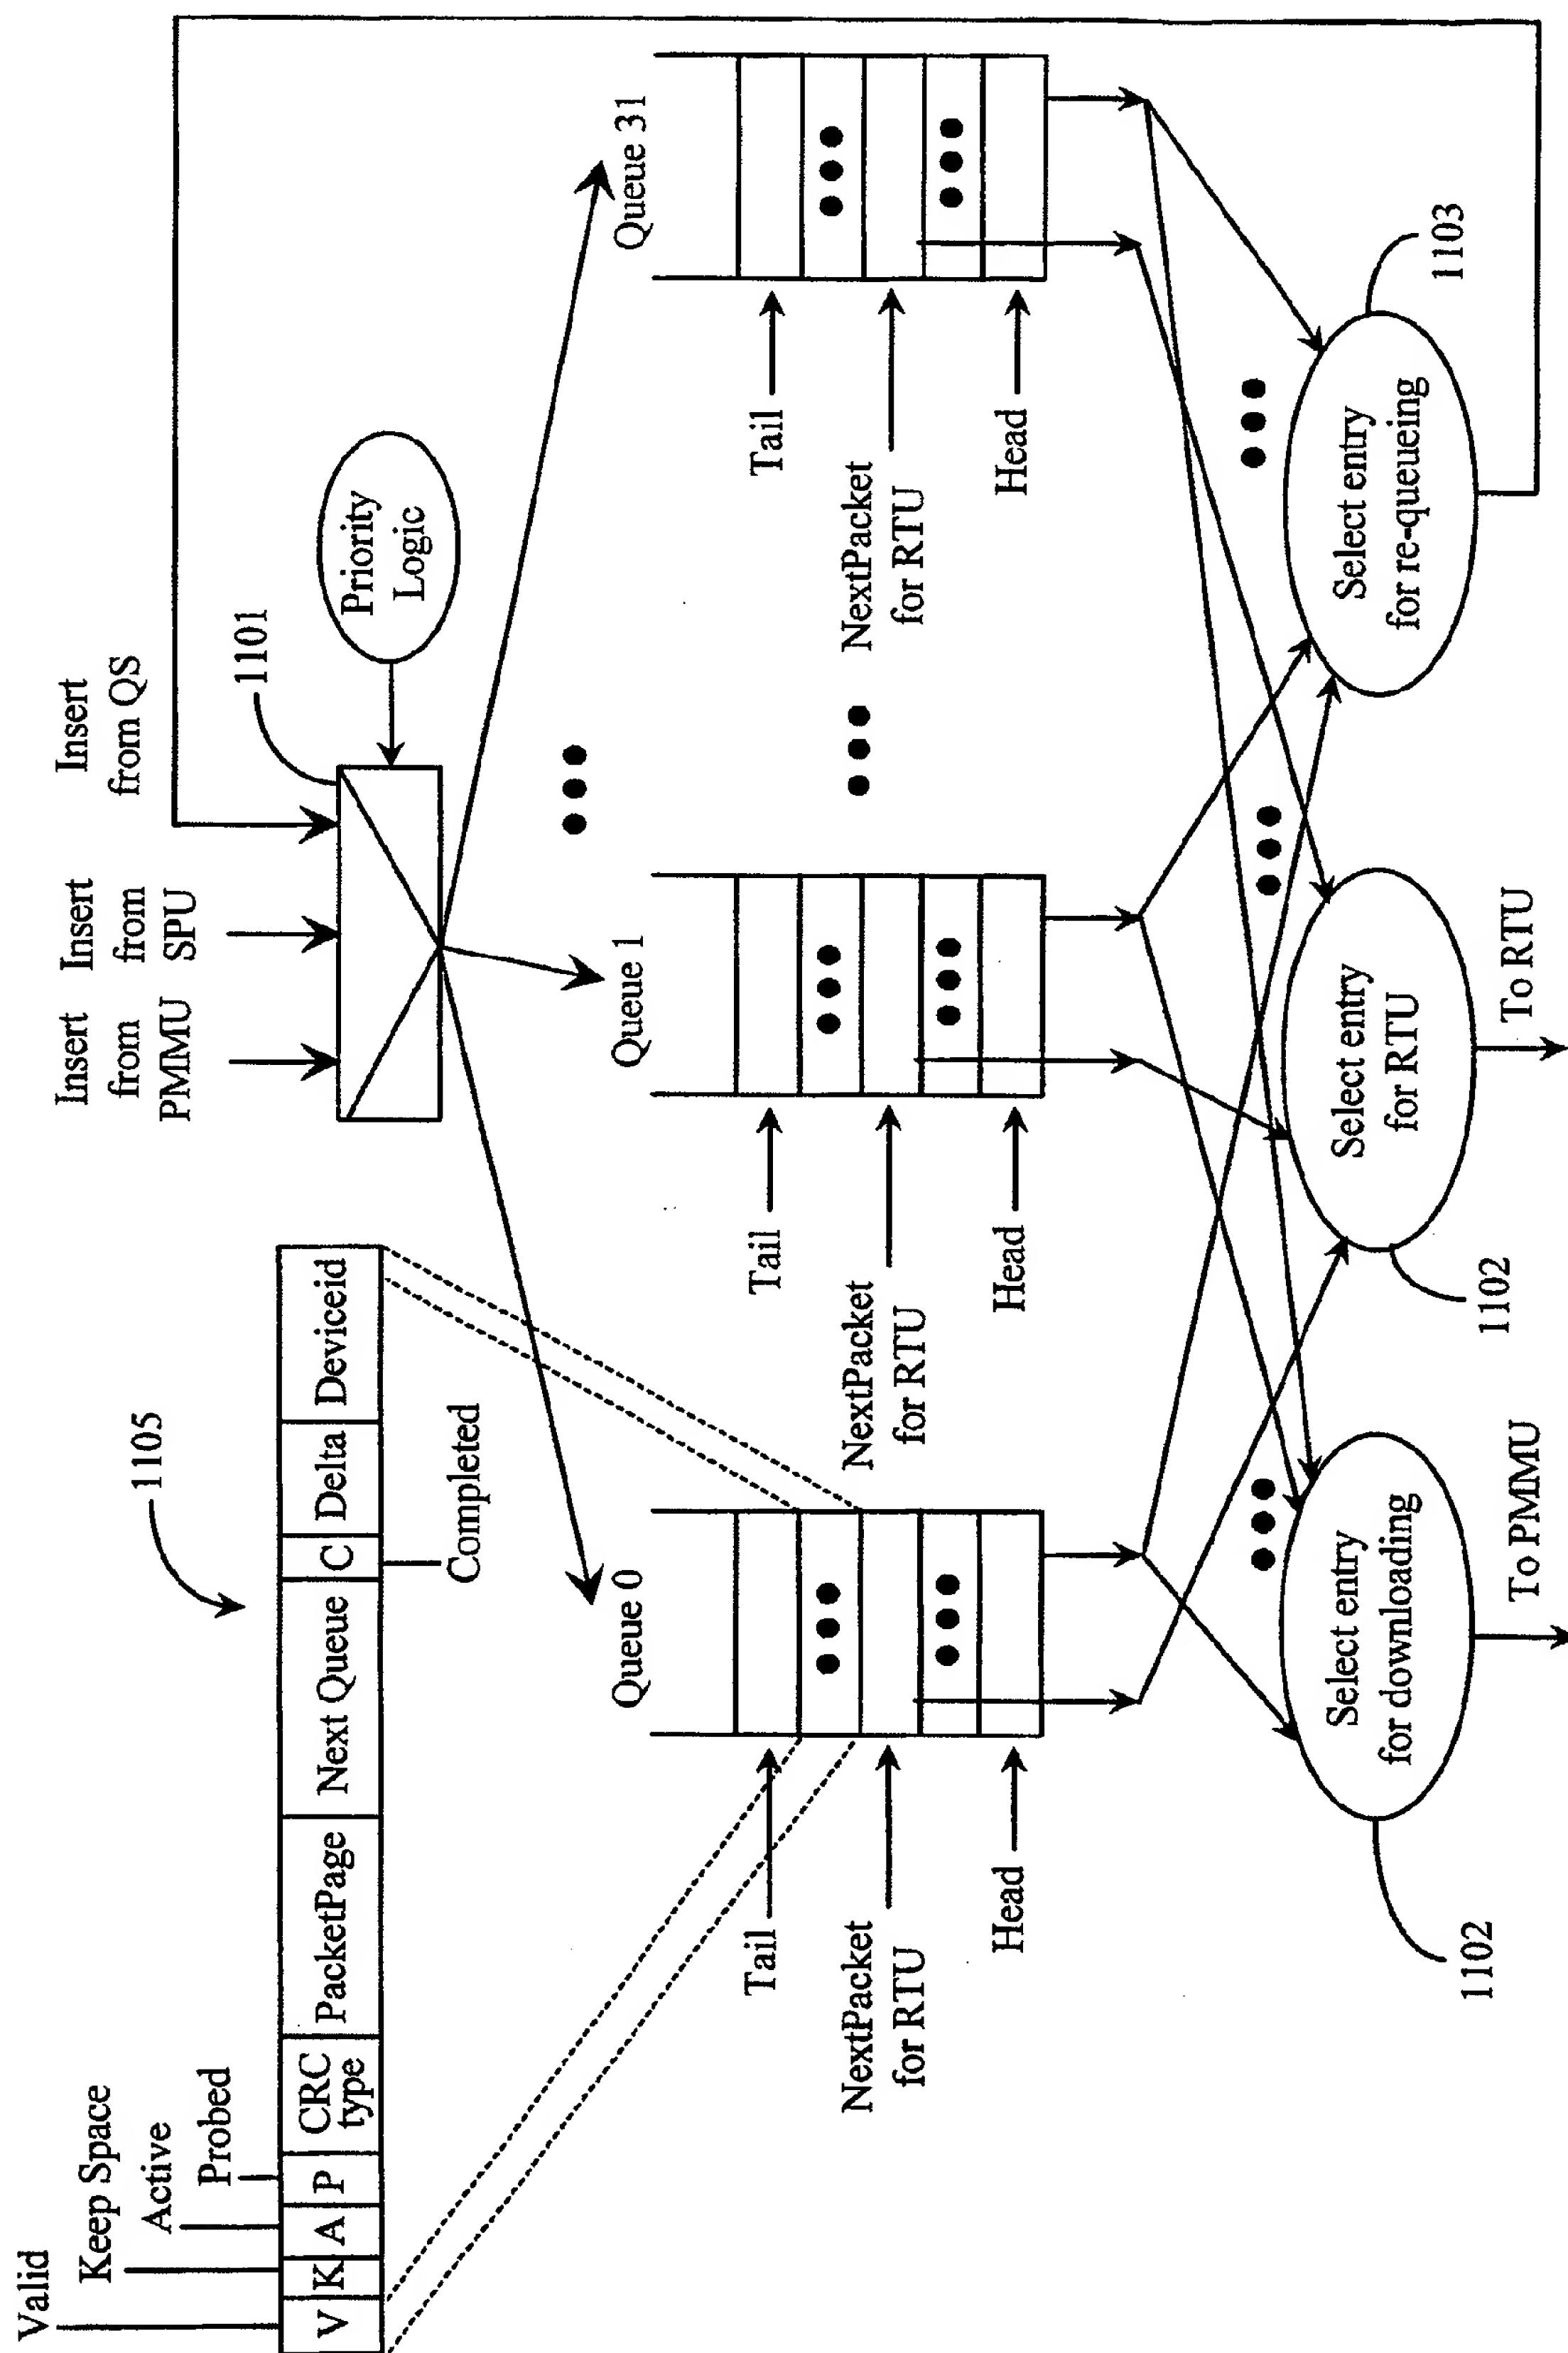 Valid
Keep Space
Active
Probed
V
K
A
P
CRC
type
PacketPage
Next Queue
C
Delta
Deviceid
Completed
1105
Insert
from
PMMU
Insert
from
SPU
Insert
from QS
1101
Priority
Logic
Queue 0
Queue 1
Queue 31
Tail
NextPacket
for RTU
Head
Tail
NextPacket
for RTU
Head
Tail
NextPacket
for RTU
Head
Select entry
for downloading
1102
To PMMU
Select entry
for RTU
1102
To RTU
Select entry
for re-queueing
1103